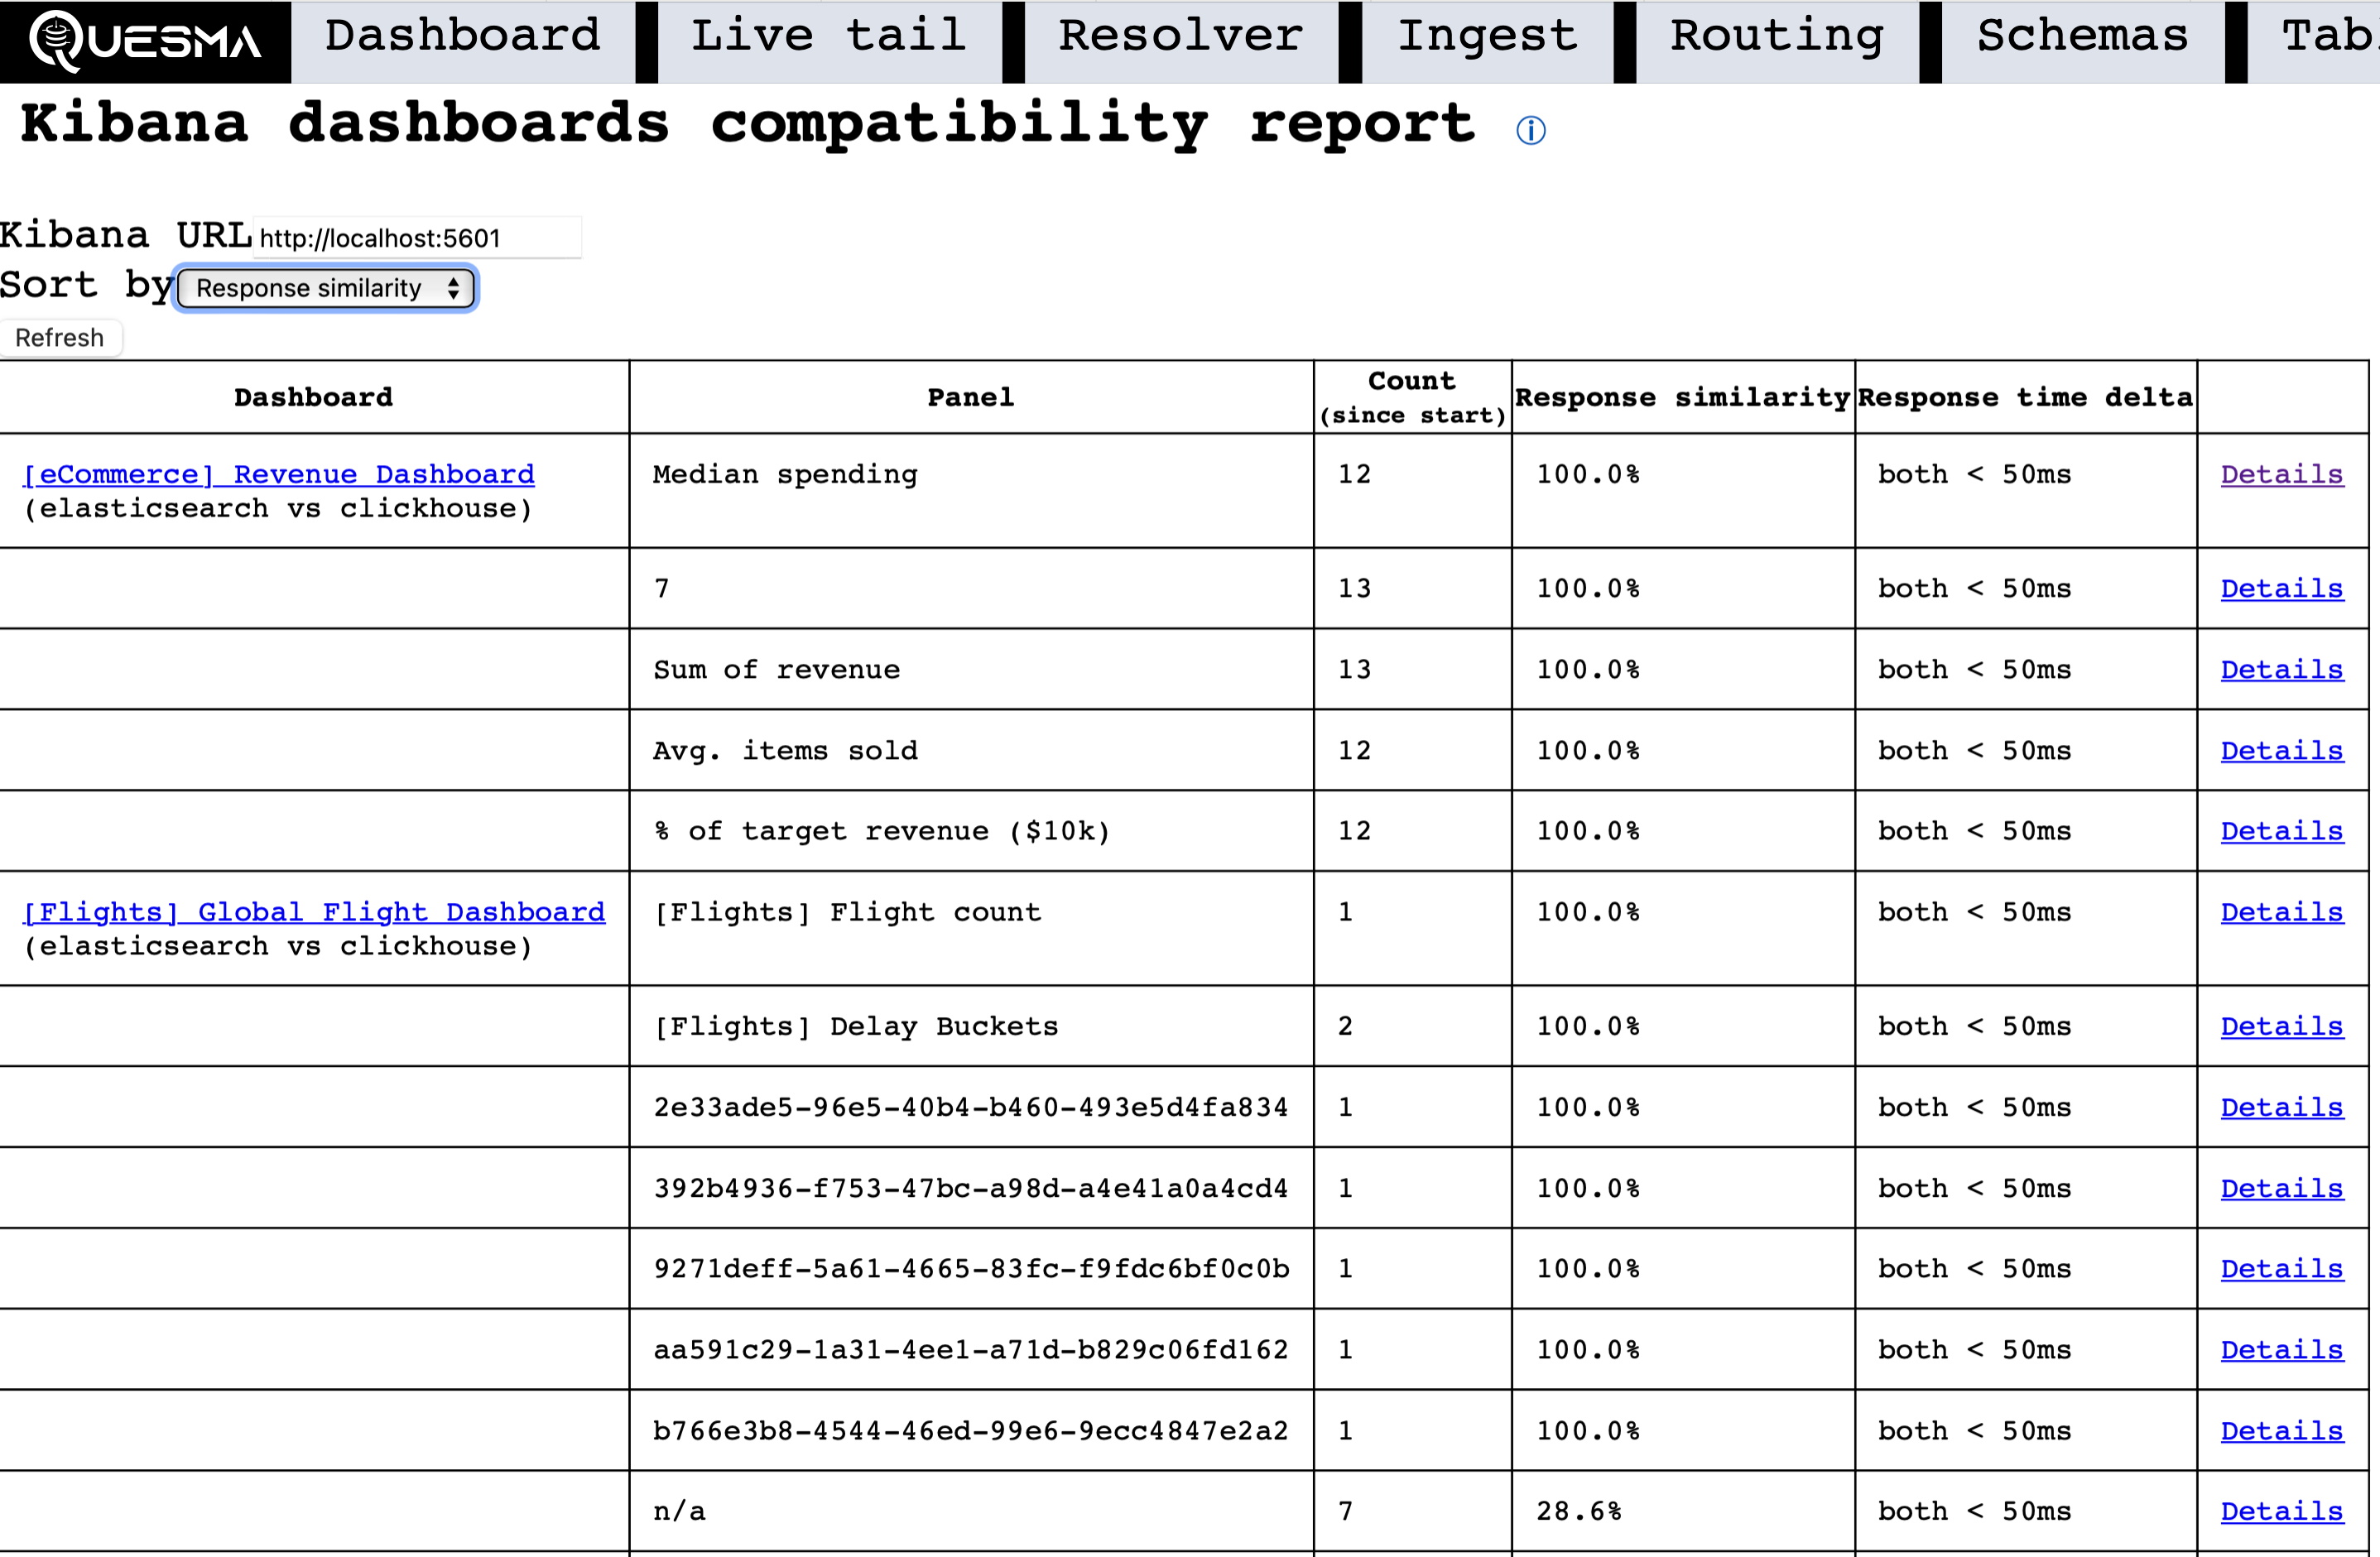 QUESMA Dashboard Live tail Resolver Ingest Routing Schemas Tab
Kibana dashboards compatibility report ⓘ
Kibana URL http://localhost:5601
Sort by Response similarity
Refresh
Dashboard Panel Count (since start) Response similarity Response time delta
[eCommerce] Revenue Dashboard Median spending 12 100.0% both < 50ms Details
(elasticsearch vs clickhouse)
7 13 100.0% both < 50ms Details
Sum of revenue 13 100.0% both < 50ms Details
Avg. items sold 12 100.0% both < 50ms Details
% of target revenue ($10k) 12 100.0% both < 50ms Details
[Flights] Global Flight Dashboard [Flights] Flight count 1 100.0% both < 50ms Details
(elasticsearch vs clickhouse)
[Flights] Delay Buckets 2 100.0% both < 50ms Details
2e33ade5-96e5-40b4-b460-493e5d4fa834 1 100.0% both < 50ms Details
392b4936-f753-47bc-a98d-a4e41a0a4cd4 1 100.0% both < 50ms Details
9271deff-5a61-4665-83fc-f9fdc6bf0c0b 1 100.0% both < 50ms Details
aa591c29-1a31-4ee1-a71d-b829c06fd162 1 100.0% both < 50ms Details
b766e3b8-4544-46ed-99e6-9ecc4847e2a2 1 100.0% both < 50ms Details
n/a 7 28.6% both < 50ms Details